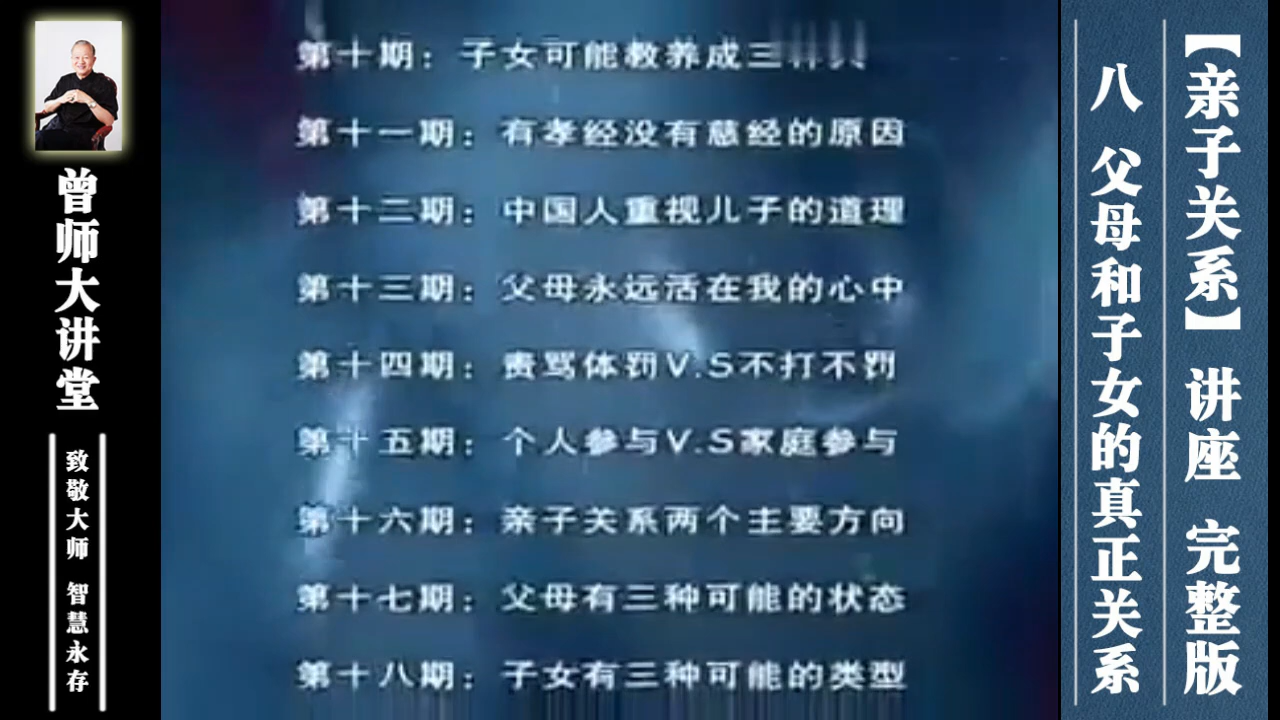 曾师大讲堂
致敬大师 智慧永存
第十期：子女可能教养成三样
第十一期：有孝经没有慈经的原因
第十二期：中国人重视儿子的道理
第十三期：父母永远活在我的心中
第十四期：责骂体罚V.S不打不罚
第十五期：个人参与V.S家庭参与
第十六期：亲子关系两个主要方向
第十七期：父母有三种可能的状态
第十八期：子女有三种可能的类型
【亲子关系】讲座 完整版
八 父母和子女的真正关系